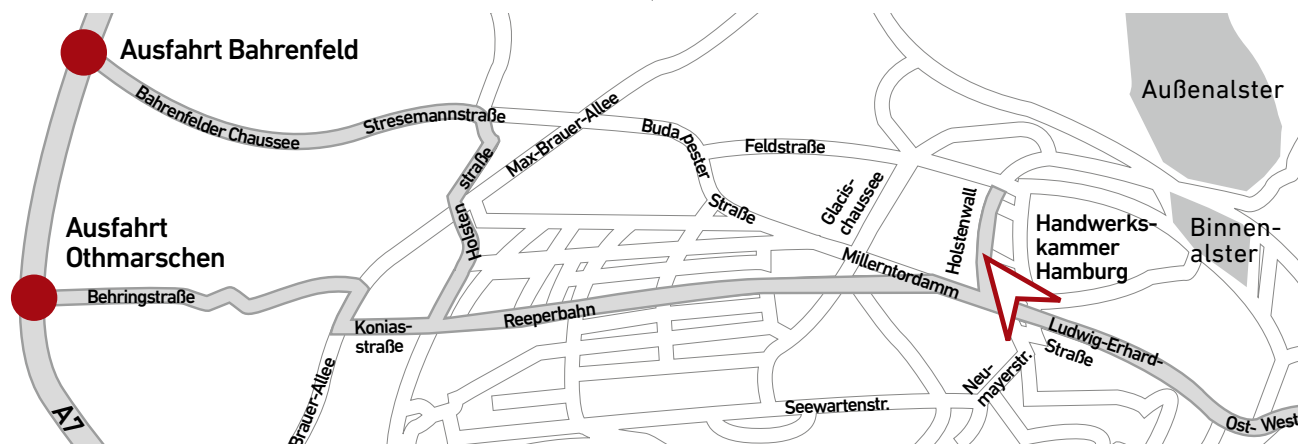 Ausfahrt Bahrenfeld
Außenalster
Bahrenfelder Chaussee
Stresemannstraße
Max-Brauer-Allee
Buda pester
Straße
Feldstraße
Glacis-
chaussee
Holstenwall
Holsten
straße
Handwerks-
kammer
Hamburg
Binnen-
alster
Ausfahrt
Othmarschen
Behringstraße
Millerntordamm
Reeperbahn
Konias-
straße
Ludwig-Erhard-
Straße
Neu-
mayerstr.
Brauer-Allee
Seewartenstr.
Ost- West
A7